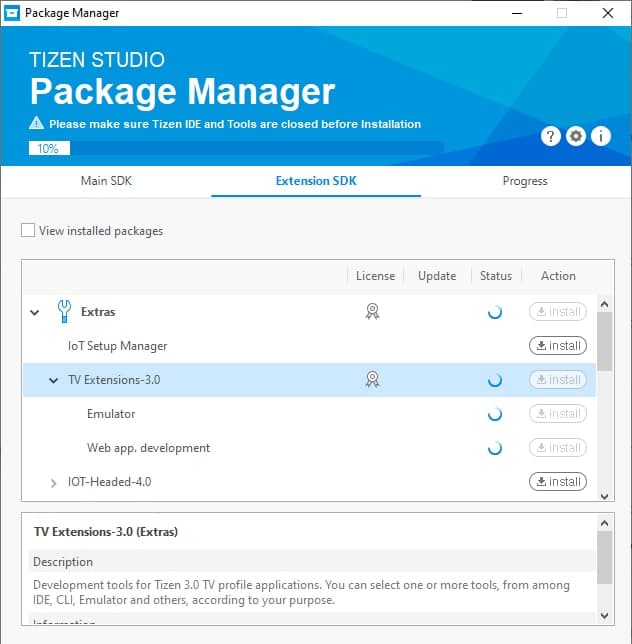 Package Manager
TIZEN STUDIO
Package Manager
Please make sure Tizen IDE and Tools are closed before Installation
10%
? i
Main SDK Extension SDK Progress
View installed packages
License Update Status Action
Extras install
IoT Setup Manager install
TV Extensions-3.0 install
Emulator install
Web app. development install
IOT-Headed-4.0 install
TV Extensions-3.0 (Extras)
Description
Development tools for Tizen 3.0 TV profile applications. You can select one or more tools, from among
IDE, CLI, Emulator and others, according to your purpose.
Information